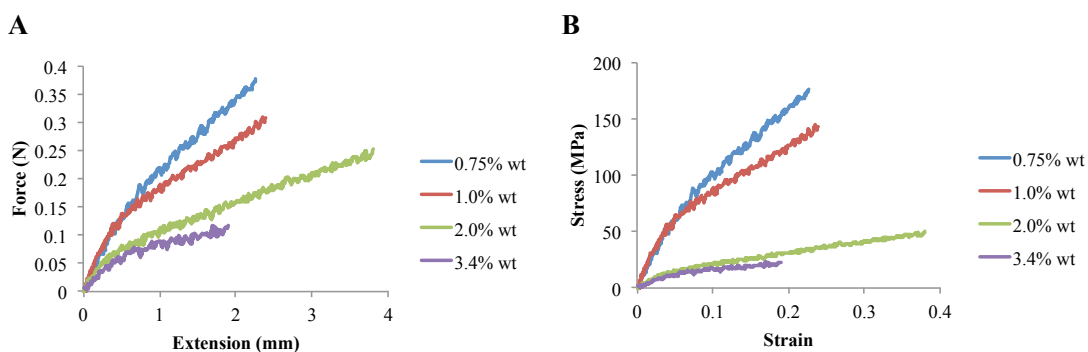 A
0.4
0.35
0.3
0.25
0.2
0.15
0.1
0.05
0
Force (N)
0
1
2
3
4
Extension (mm)
0.75% wt
1.0% wt
2.0% wt
3.4% wt
B
200
150
100
50
0
Stress (MPa)
0
0.1
0.2
0.3
0.4
Strain
0.75% wt
1.0% wt
2.0% wt
3.4% wt